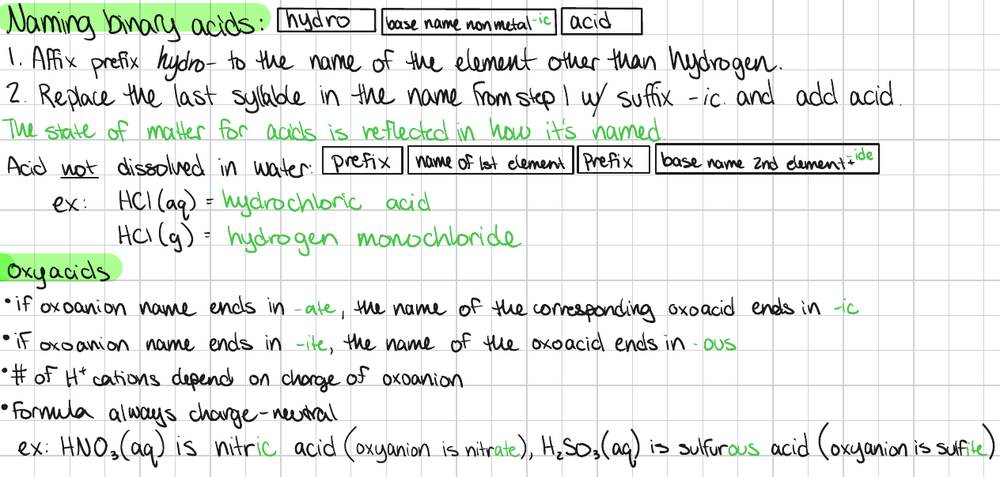 Naming binary acids: hydro base name nonmetal -ic acid
1. Affix prefix hydro- to the name of the element other than hydrogen.
2. Replace the last syllable in the name from step 1 w/ suffix -ic and add acid.
The state of matter for acids is reflected in how it's named
Acid not dissolved in water: prefix name of 1st element prefix base name 2nd element + -ide
ex: HCl(aq) = hydrochloric acid
HCl(g) = hydrogen monochloride
oxyacids
• if oxoanion name ends in -ate, the name of the corresponding oxoacid ends in -ic
• if oxoanion name ends in -ite, the name of the oxoacid ends in -ous
• # of H⁺ cations depend on charge of oxoanion
• formula always charge-neutral
ex: HNO₃(aq) is nitric acid (oxyanion is nitrate), H₂SO₃(aq) is sulfurous acid (oxyanion is sulfite)